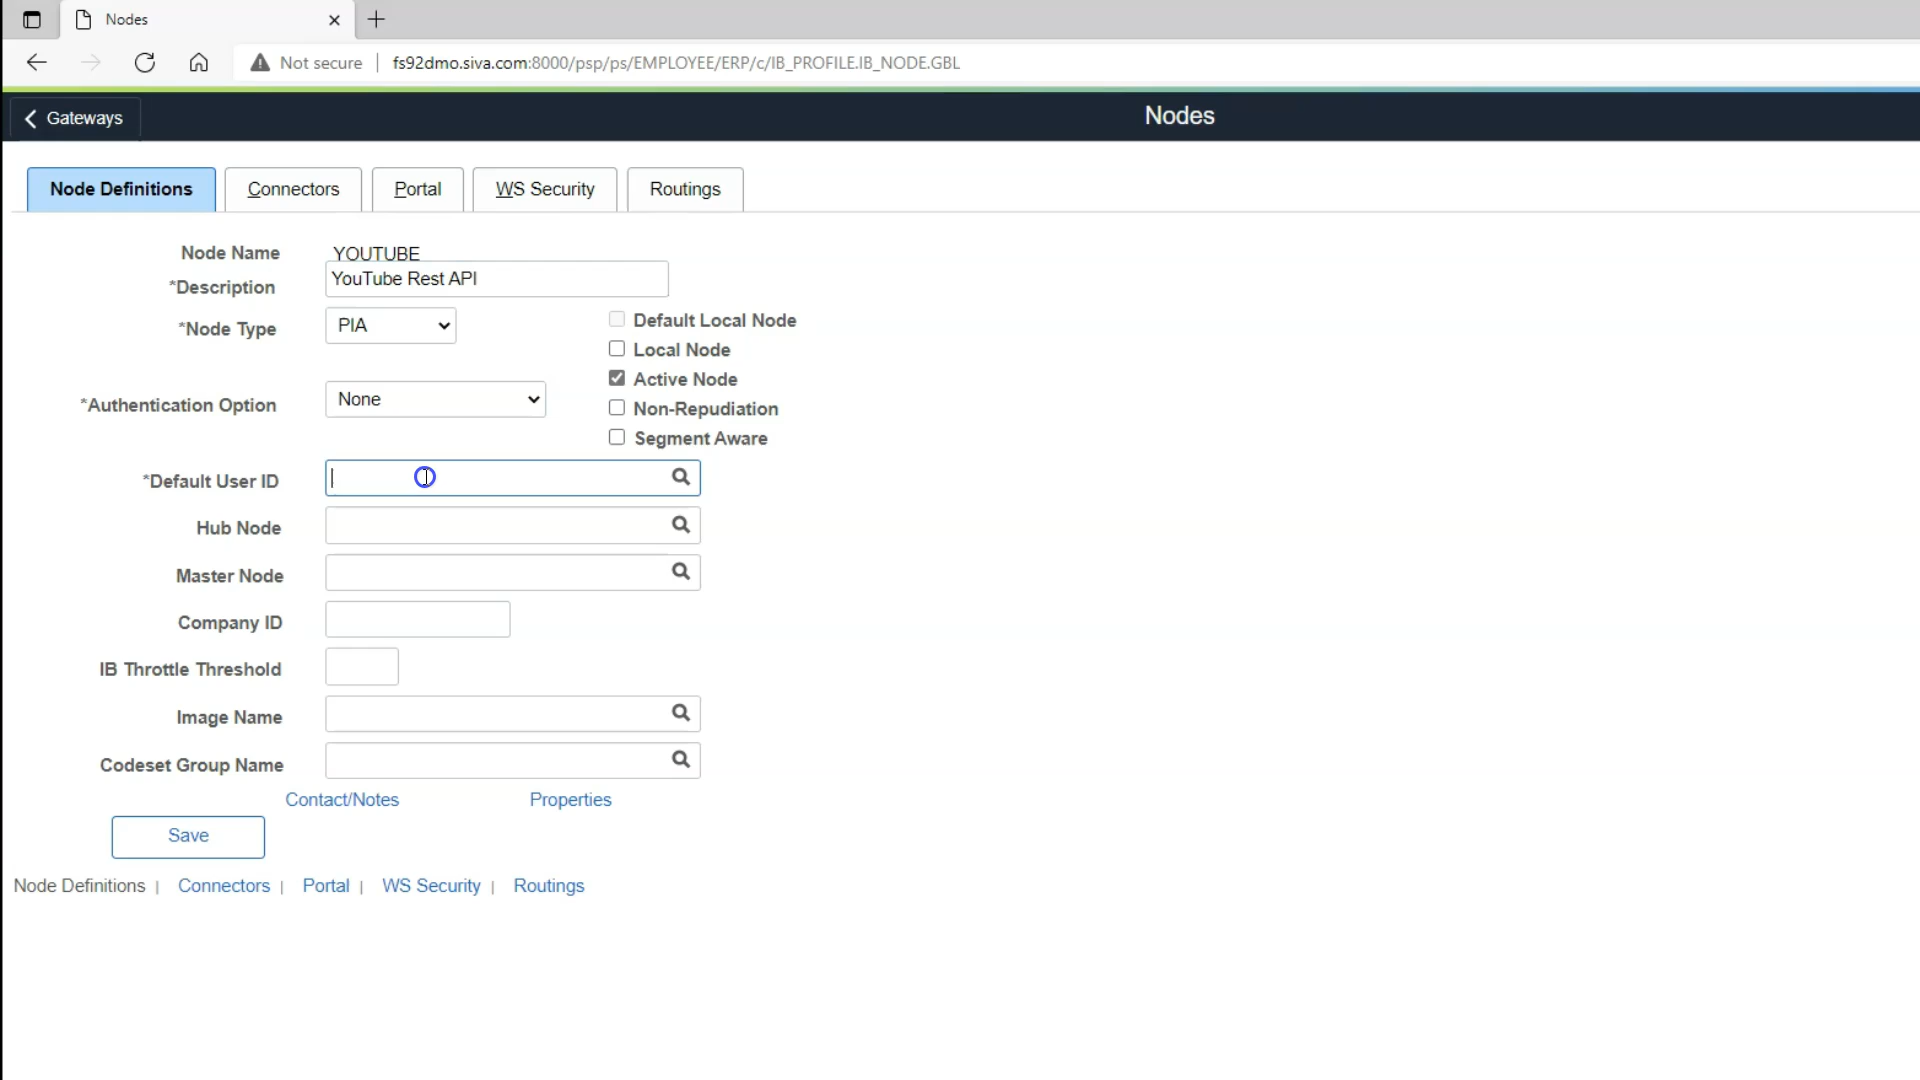 Nodes
Not secure fs92dmo.siva.com:8000/psp/ps/EMPLOYEE/ERP/c/IB_PROFILE.IB_NODE.GBL
Gateways
Nodes
Node Definitions Connectors Portal WS Security Routings
Node Name YOUTUBE
*Description YouTube Rest API
*Node Type PIA
Default Local Node
Local Node
Active Node
*Authentication Option None
Non-Repudiation
Segment Aware
*Default User ID
Hub Node
Master Node
Company ID
IB Throttle Threshold
Image Name
Codeset Group Name
Contact/Notes Properties
Save
Node Definitions | Connectors | Portal | WS Security | Routings